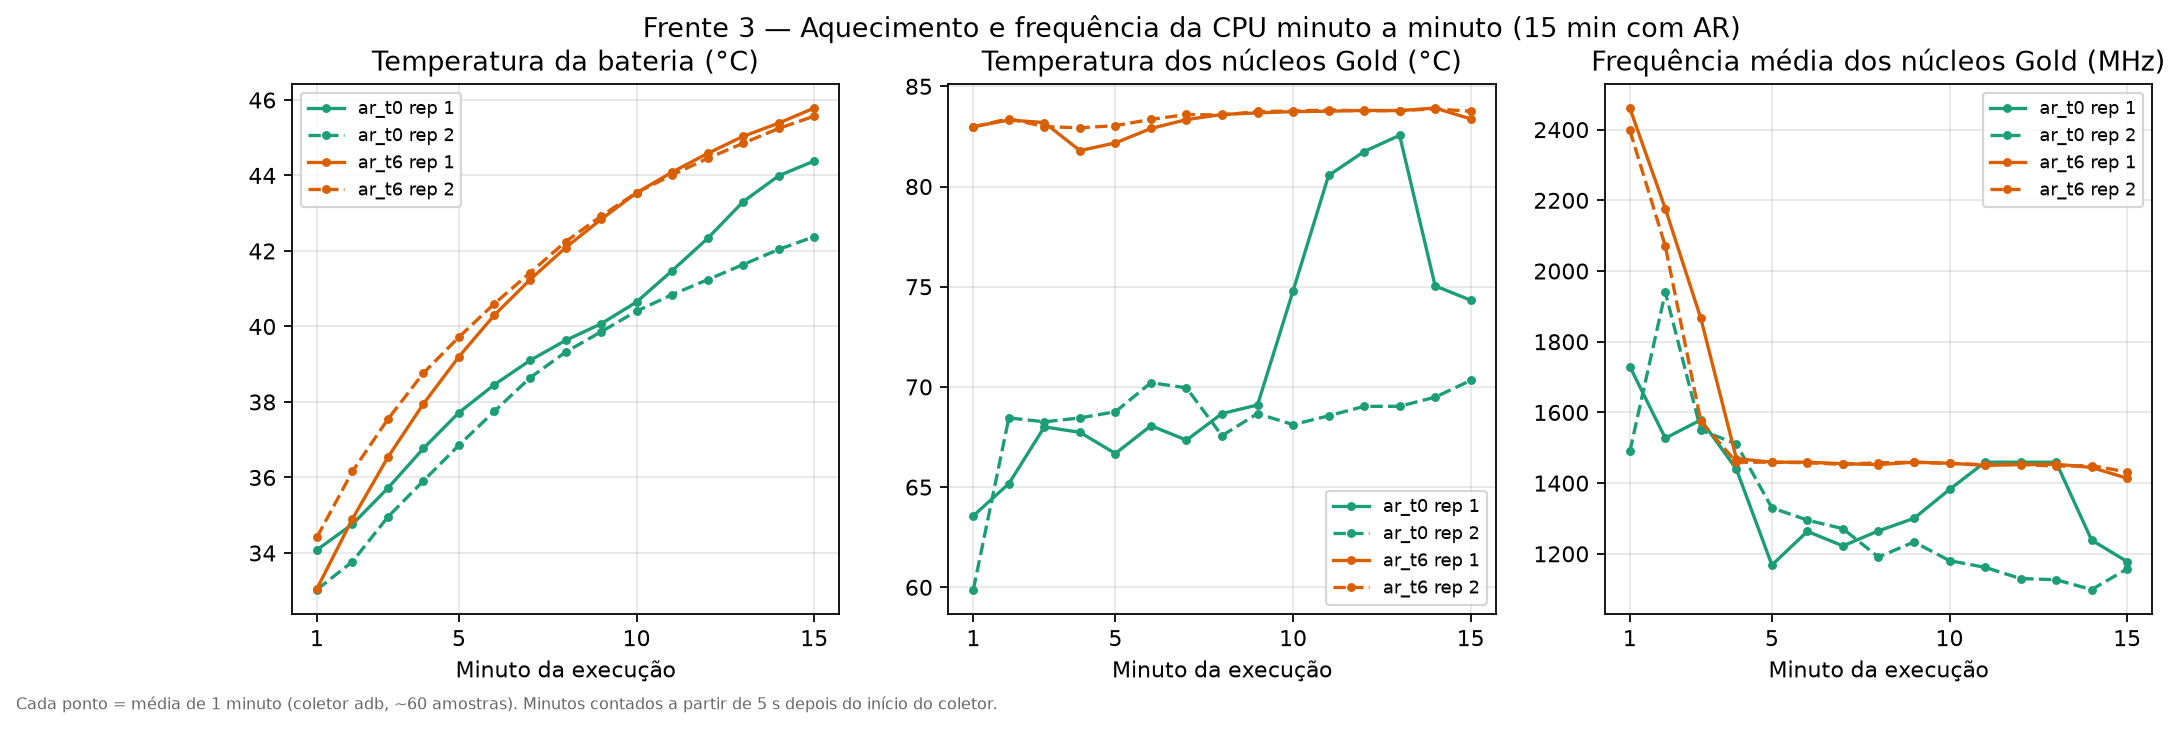 Frente 3 — Aquecimento e frequência da CPU minuto a minuto (15 min com AR)
Temperatura da bateria (°C)
46
44
42
40
38
36
34
ar_t0 rep 1
ar_t0 rep 2
ar_t6 rep 1
ar_t6 rep 2
1
5
10
15
Minuto da execução
Temperatura dos núcleos Gold (°C)
85
80
75
70
65
60
ar_t0 rep 1
ar_t0 rep 2
ar_t6 rep 1
ar_t6 rep 2
1
5
10
15
Minuto da execução
Frequência média dos núcleos Gold (MHz)
2400
2200
2000
1800
1600
1400
1200
ar_t0 rep 1
ar_t0 rep 2
ar_t6 rep 1
ar_t6 rep 2
1
5
10
15
Minuto da execução
Cada ponto = média de 1 minuto (coletor adb, ~60 amostras). Minutos contados a partir de 5 s depois do início do coletor.